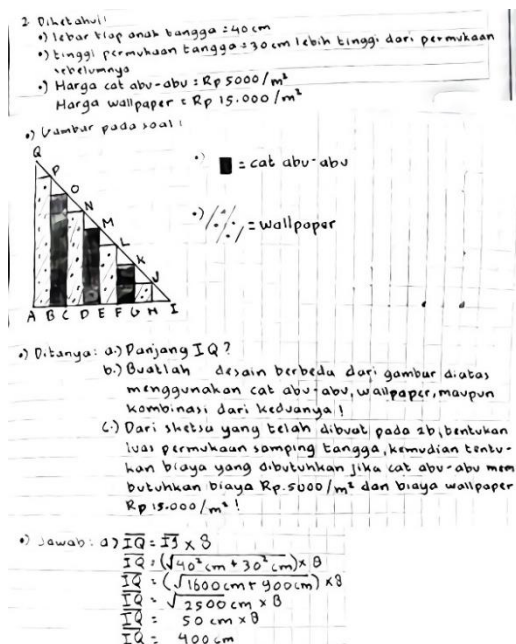 2 Diketahui!
•) lebar tiap anak tangga = 40 cm
•) tinggi permukaan tangga = 30 cm lebih tinggi dari permukaan
sebelumnya
•) Harga cat abu-abu = Rp 5000/m²
Harga wallpaper = Rp 15.000/m²
•) Gambar pada soal :
Q
P
O
N
M
L
K
J
A B C D E F G H I
•) = cat abu-abu
•) = wallpaper
•) Ditanya: a.) Panjang IQ?
b.) Buatlah desain berbeda dari gambar diatas
menggunakan cat abu-abu, wallpaper, maupun
kombinasi dari keduanya!
c.) Dari sketsa yang telah dibuat pada 2b, tentukan
luas permukaan samping tangga, kemudian tentu-
kan biaya yang dibutuhkan jika cat abu-abu mem
butuhkan biaya Rp.5000/m² dan biaya wallpaper
Rp 15.000/m²!
•) Jawab: a) IQ = IJ × 8
IQ = (√40² cm + 30² cm) × 8
IQ = (√1600 cm + 900 cm) × 8
IQ = √2500 cm × 8
IQ = 50 cm × 8
IQ = 400 cm